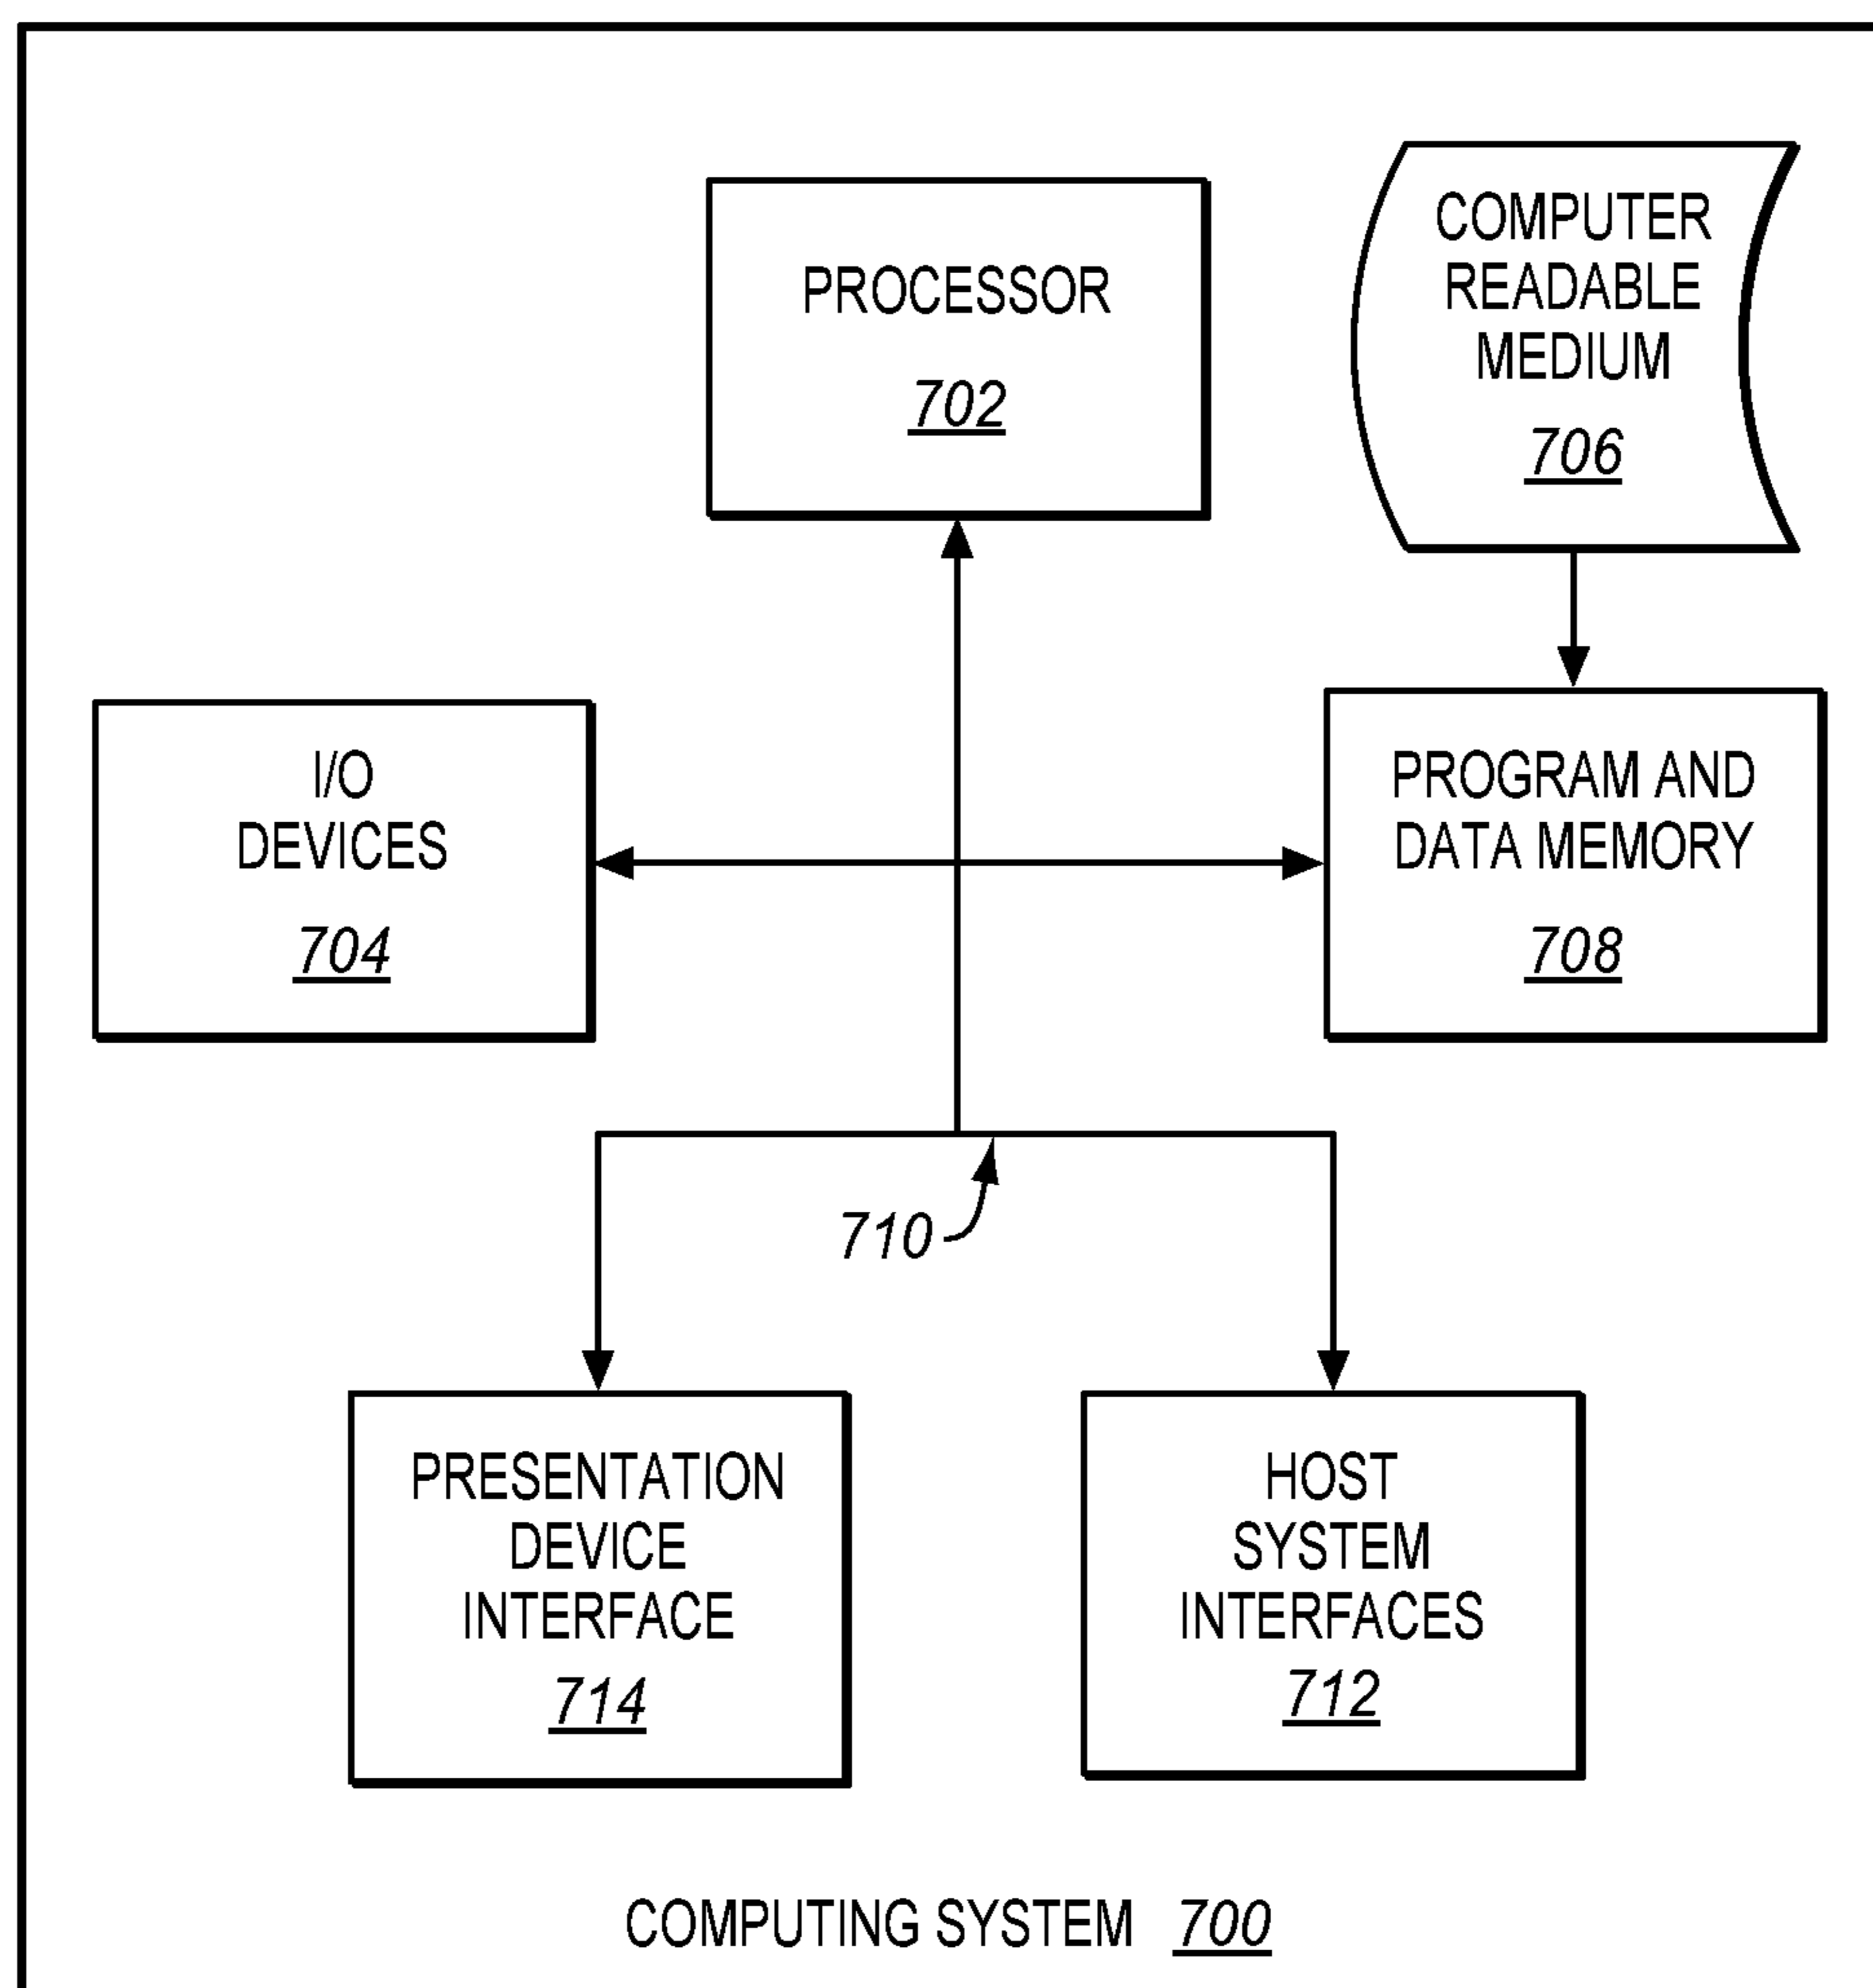 PROCESSOR
702
COMPUTER
READABLE
MEDIUM
706
I/O
DEVICES
704
PROGRAM AND
DATA MEMORY
708
710
PRESENTATION
DEVICE
INTERFACE
714
HOST
SYSTEM
INTERFACES
712
COMPUTING SYSTEM 700